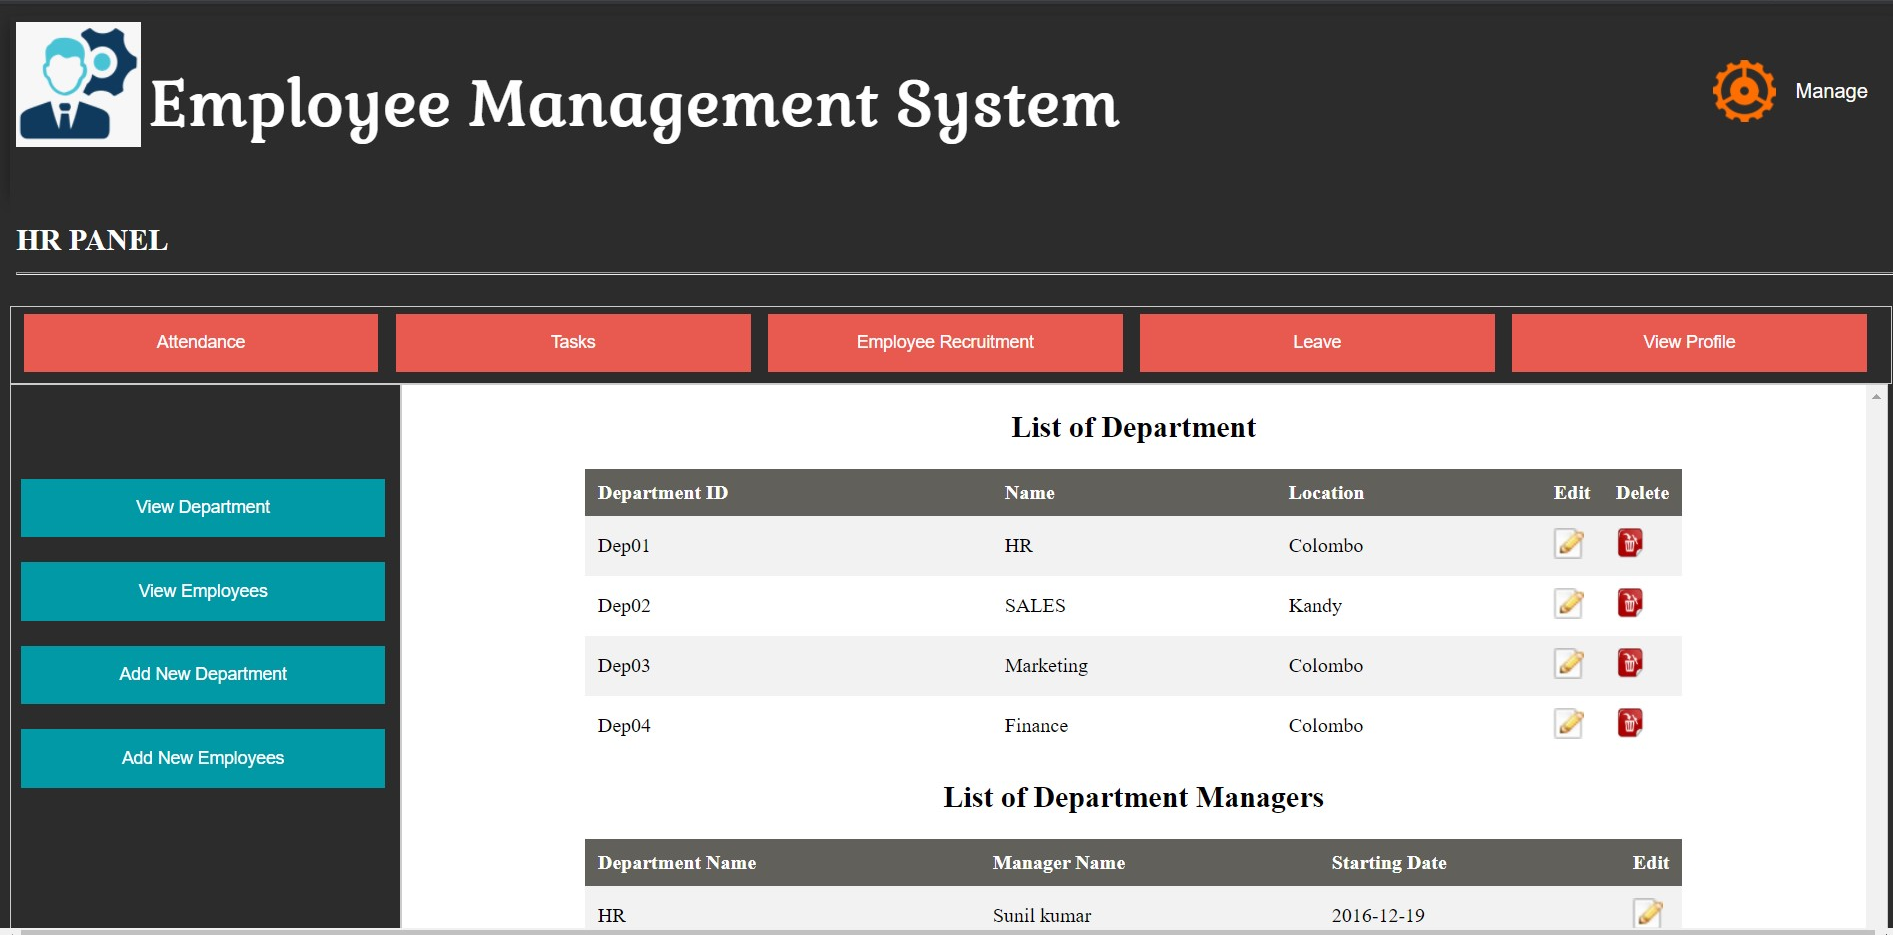 Employee Management System
Manage
HR PANEL
Attendance Tasks Employee Recruitment Leave View Profile
View Department
View Employees
Add New Department
Add New Employees
List of Department
Department ID Name Location Edit Delete
Dep01 HR Colombo
Dep02 SALES Kandy
Dep03 Marketing Colombo
Dep04 Finance Colombo
List of Department Managers
Department Name Manager Name Starting Date Edit
HR Sunil kumar 2016-12-19